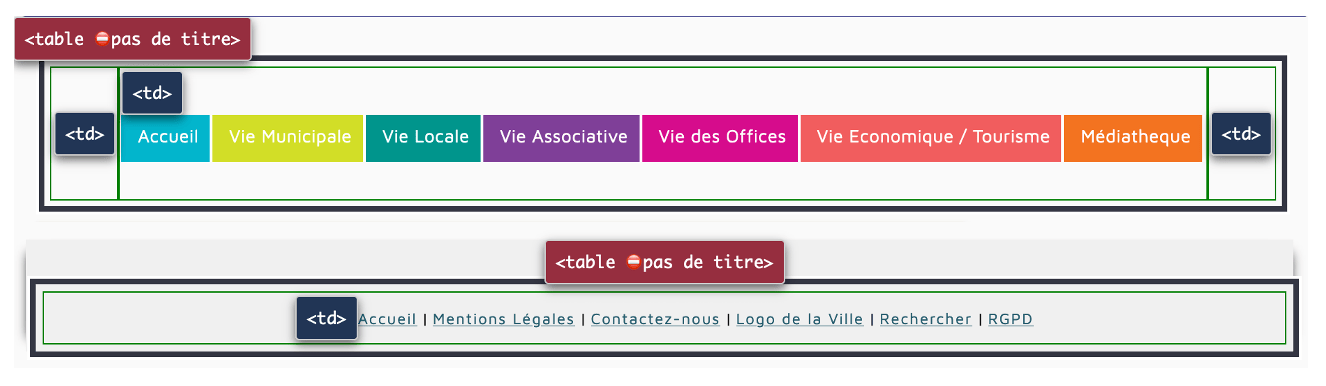 <table ⛔pas de titre>
<td>
<td> Accueil Vie Municipale Vie Locale Vie Associative Vie des Offices Vie Economique / Tourisme Médiatheque <td>
<table ⛔pas de titre>
<td> Accueil | Mentions Légales | Contactez-nous | Logo de la Ville | Rechercher | RGPD